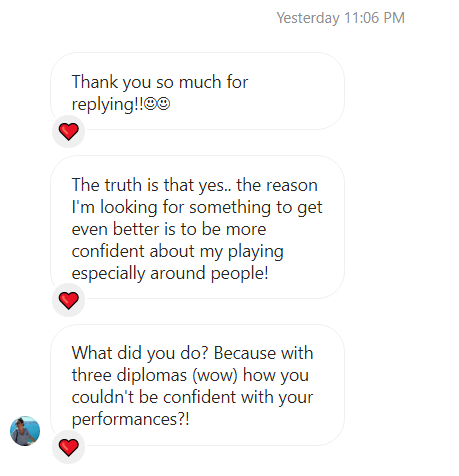 Yesterday 11:06 PM
Thank you so much for
replying!!☺☺
The truth is that yes.. the reason
I'm looking for something to get
even better is to be more
confident about my playing
especially around people!
What did you do? Because with
three diplomas (wow) how you
couldn't be confident with your
performances?!